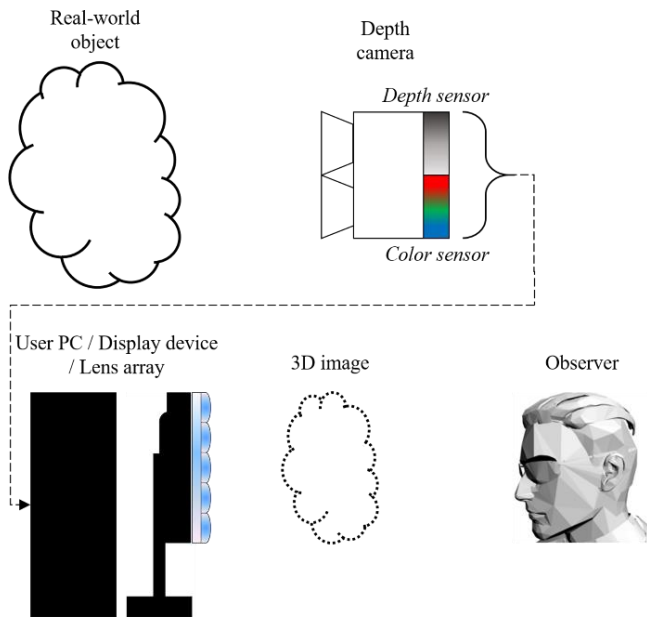 Real-world
object
Depth
camera
Depth sensor
Color sensor
User PC / Display device
/ Lens array
3D image
Observer